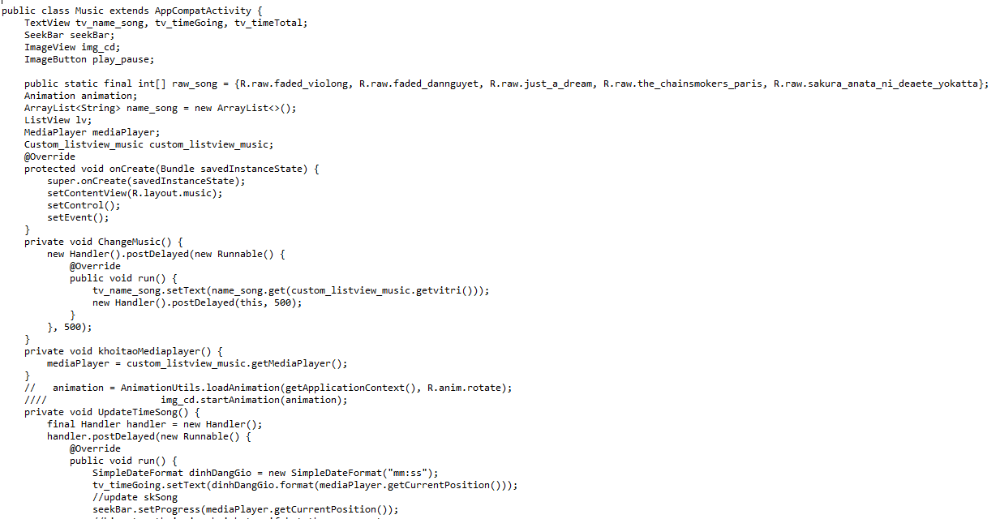 public class Music extends AppCompatActivity {
    TextView tv_name_song, tv_timeGoing, tv_timeTotal;
    SeekBar seekBar;
    ImageView img_cd;
    ImageButton play_pause;

    public static final int[] raw_song = {R.raw.faded_violong, R.raw.faded_dannguyet, R.raw.just_a_dream, R.raw.the_chainsmokers_paris, R.raw.sakura_anata_ni_deaete_yokatta};
    Animation animation;
    ArrayList<String> name_song = new ArrayList<>();
    ListView lv;
    MediaPlayer mediaPlayer;
    Custom_listview_music custom_listview_music;
    @Override
    protected void onCreate(Bundle savedInstanceState) {
        super.onCreate(savedInstanceState);
        setContentView(R.layout.music);
        setControl();
        setEvent();
    }
    private void ChangeMusic() {
        new Handler().postDelayed(new Runnable() {
            @Override
            public void run() {
                tv_name_song.setText(name_song.get(custom_listview_music.getvitri()));
                new Handler().postDelayed(this, 500);
            }
        }, 500);
    }
    private void khoitaoMediaplayer() {
        mediaPlayer = custom_listview_music.getMediaPlayer();
    }
    //   animation = AnimationUtils.loadAnimation(getApplicationContext(), R.anim.rotate);
    ////                    img_cd.startAnimation(animation);
    private void UpdateTimeSong() {
        final Handler handler = new Handler();
        handler.postDelayed(new Runnable() {
            @Override
            public void run() {
                SimpleDateFormat dinhDangGio = new SimpleDateFormat("mm:ss");
                tv_timeGoing.setText(dinhDangGio.format(mediaPlayer.getCurrentPosition()));
                //update skSong
                seekBar.setProgress(mediaPlayer.getCurrentPosition());